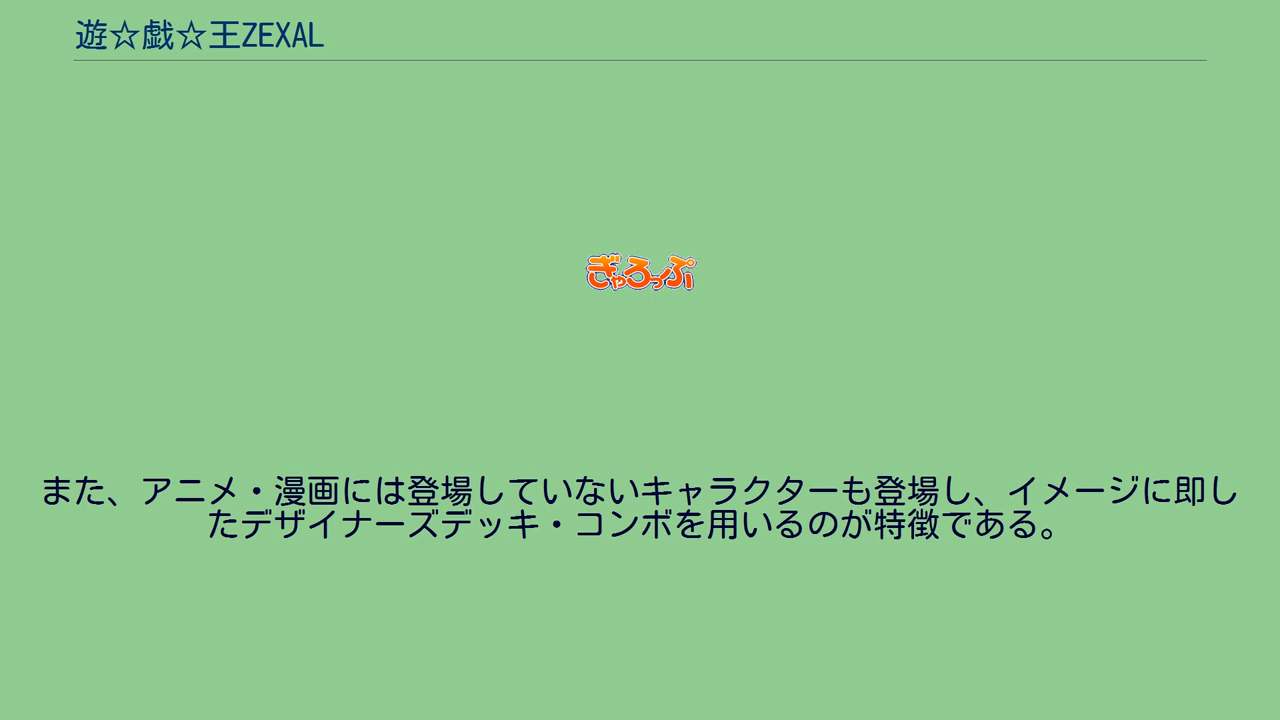 遊☆戯☆王ZEXAL
ぎゃろっぷ
また、アニメ・漫画には登場していないキャラクターも登場し、イメージに即し
たデザイナーズデッキ・コンボを用いるのが特徴である。